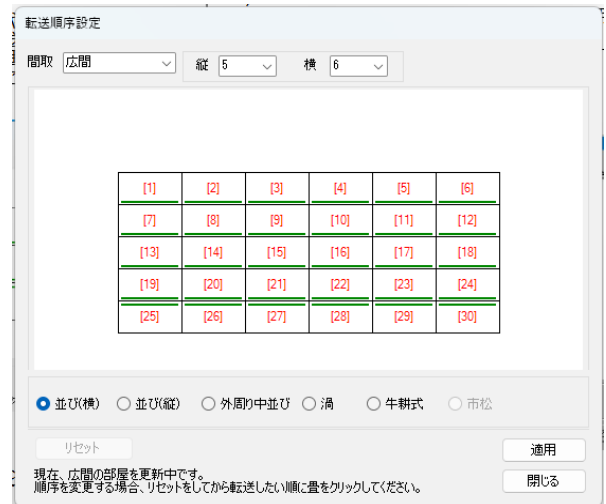 転送順序設定
間取 広間 縦 5 横 6
[1] [2] [3] [4] [5] [6]
[7] [8] [9] [10] [11] [12]
[13] [14] [15] [16] [17] [18]
[19] [20] [21] [22] [23] [24]
[25] [26] [27] [28] [29] [30]
並び(横) 並び(縦) 外周り中並び 渦 牛耕式 市松
リセット 適用
現在、広間の部屋を更新中です。
順序を変更する場合、リセットをしてから転送したい順に畳をクリックしてください。
閉じる